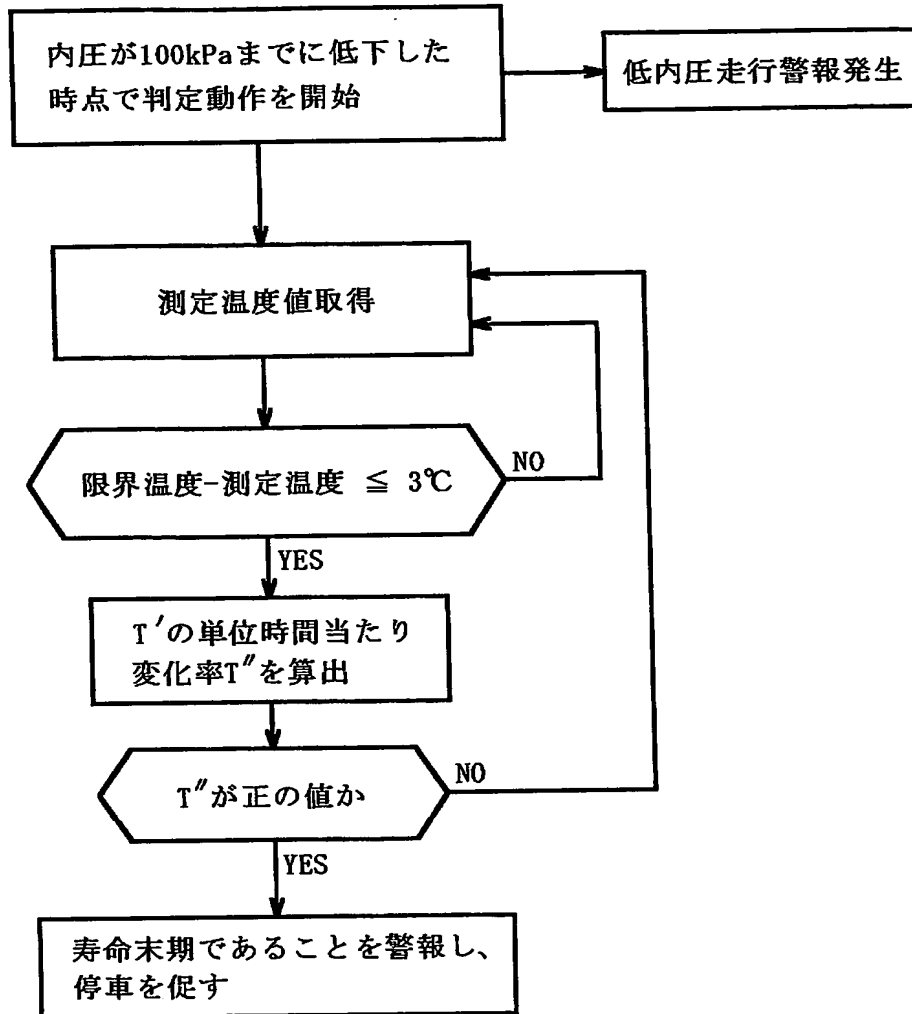 内圧が100kPaまでに低下した
時点で判定動作を開始
低内圧走行警報発生
測定温度値取得
限界温度-測定温度 ≦ 3℃
NO
YES
T′の単位時間当たり
変化率T″を算出
T″が正の値か
NO
YES
寿命末期であることを警報し、
停車を促す